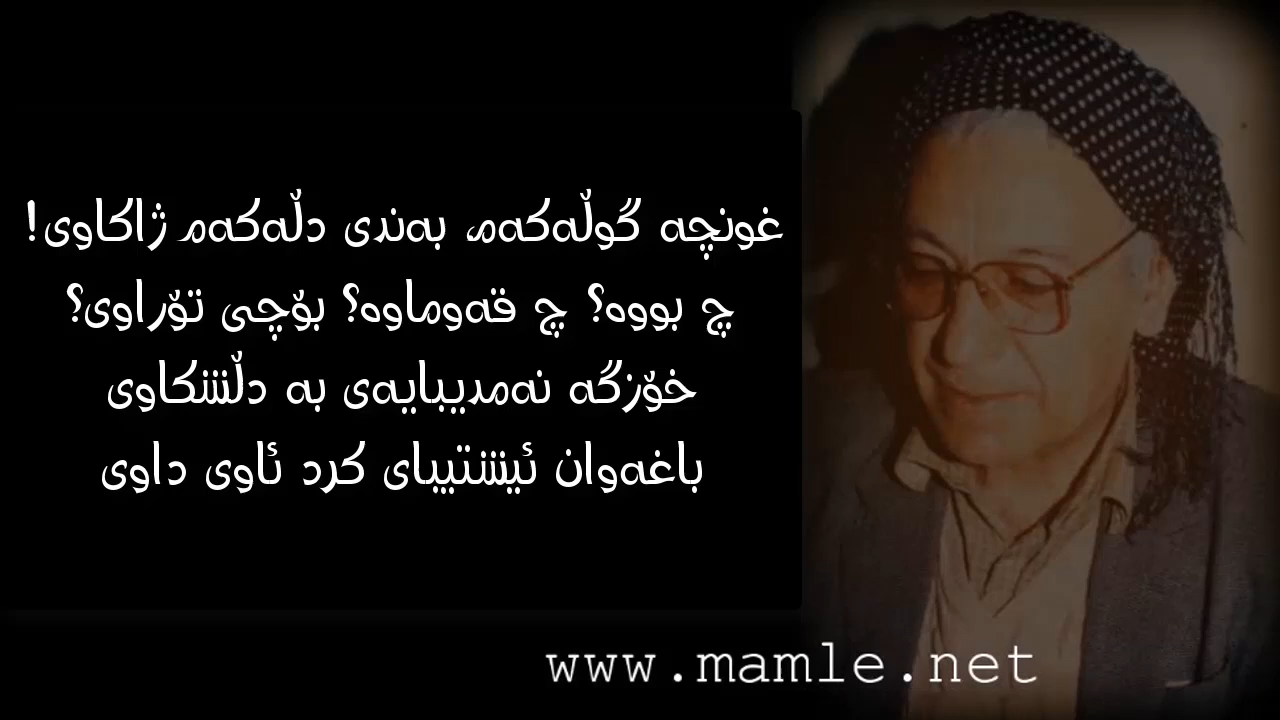 غونچە گوڵەکەم، بەندی دڵەکەم ژاکاوی!
چ بووە؟ چ قەوماوە؟ بۆچی تۆراوی؟
خۆزگە نەمدیبایەی بە دڵشکاوی
باغەوان ئیشتیبای کرد ئاوی داوی
www.mamle.net